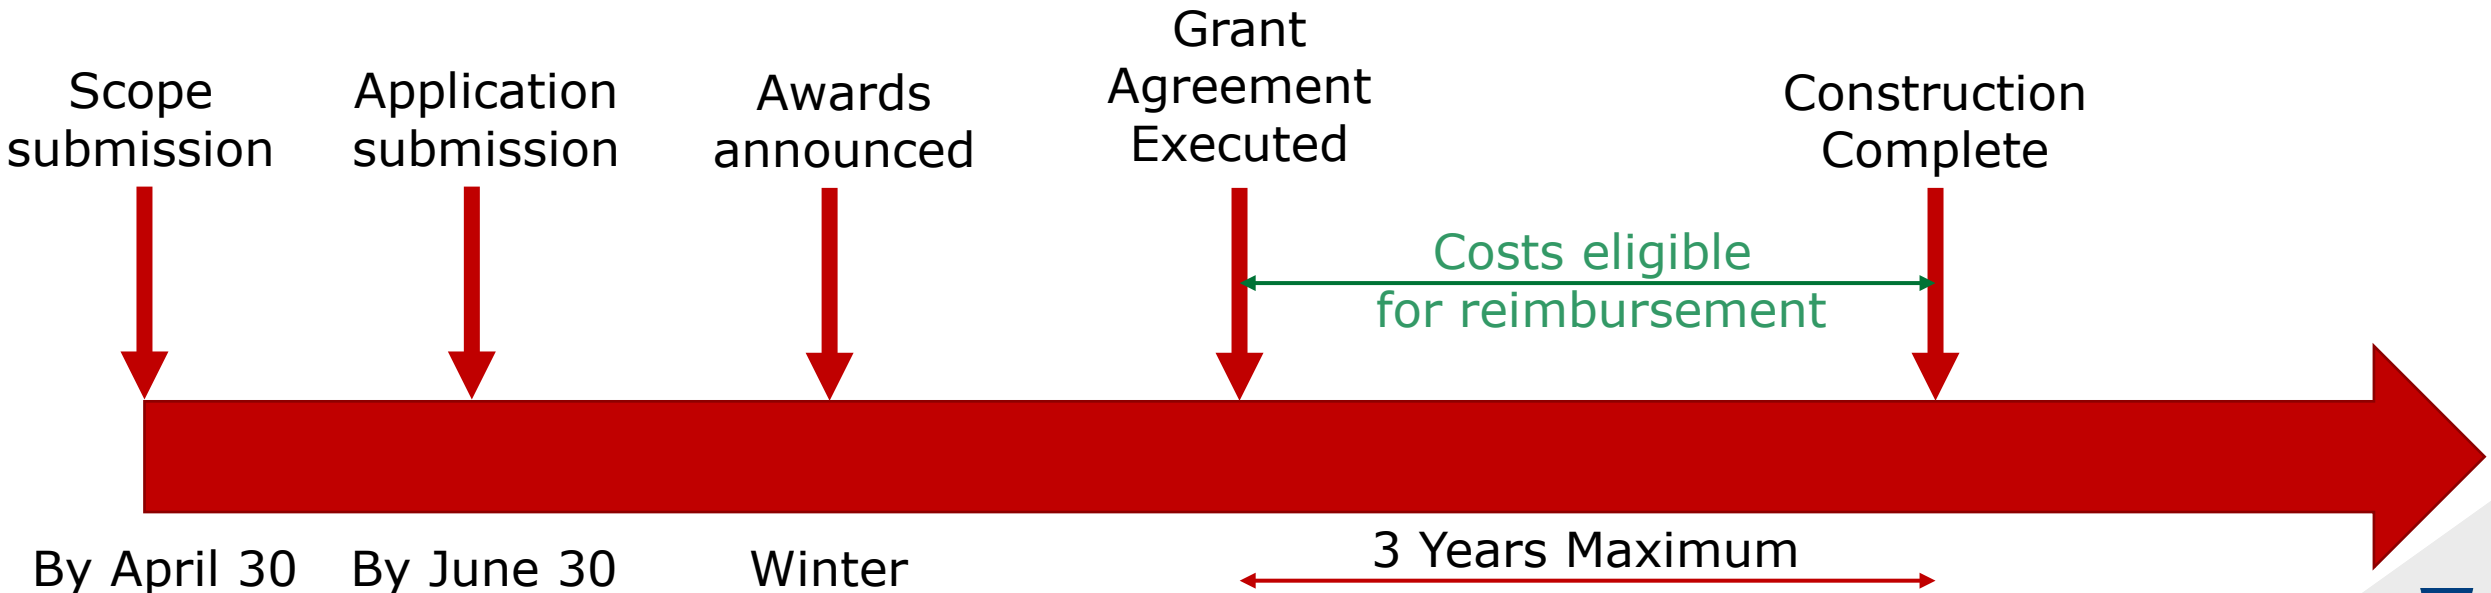 Scope
submission
Application
submission
Awards
announced
Grant
Agreement
Executed
Construction
Complete
Costs eligible
for reimbursement
By April 30
By June 30
Winter
3 Years Maximum